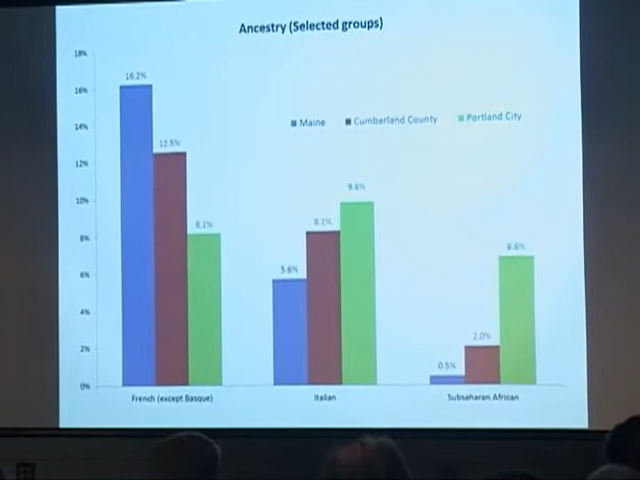 Ancestry (Selected groups)
18%
16%
14%
12%
10%
8%
6%
4%
2%
0%
Maine
Cumberland County
Portland City
16.2%
12.5%
8.1%
5.6%
8.1%
9.6%
0.5%
2.0%
6.6%
French (except Basque)
Italian
Subsaharan African